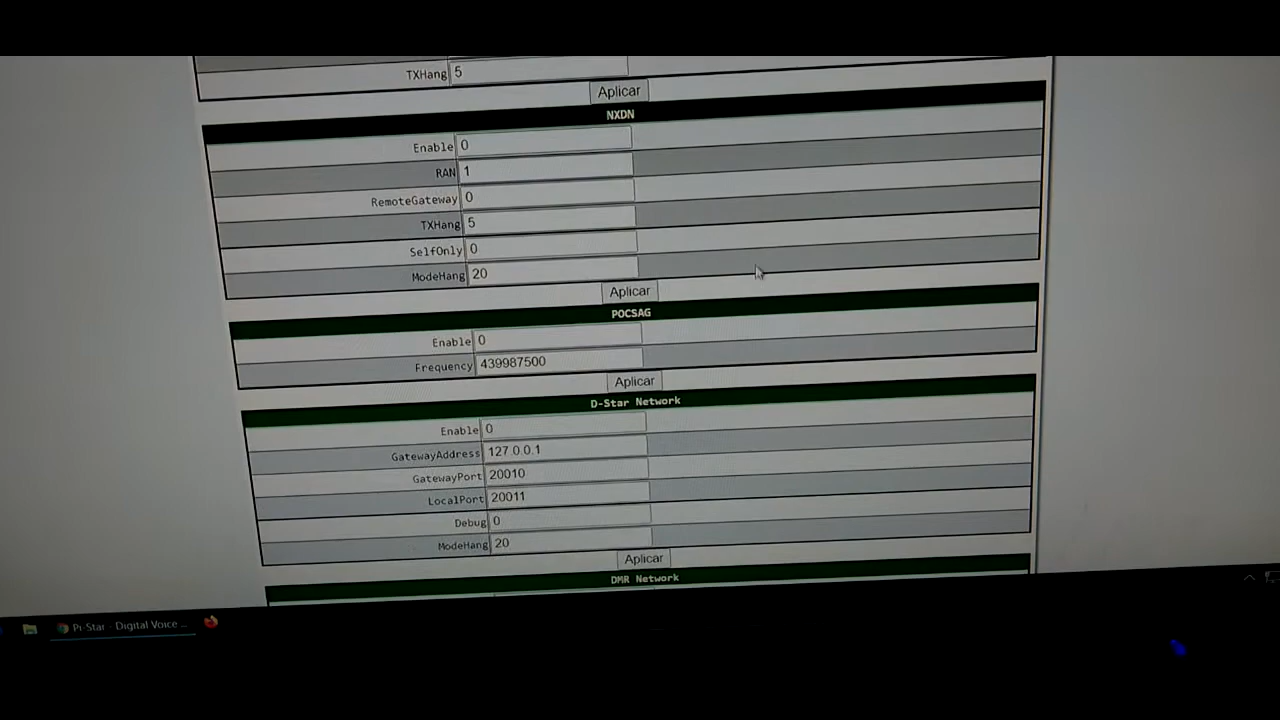 TXHang 5
Aplicar
NXDN
Enable 0
RAN 1
RemoteGateway 0
TXHang 5
SelfOnly 0
ModeHang 20
Aplicar
POCSAG
Enable 0
Frequency 439987500
Aplicar
D-Star Network
Enable 0
GatewayAddress 127.0.0.1
GatewayPort 20010
LocalPort 20011
Debug 0
ModeHang 20
Aplicar
DMR Network
Pi-Star - Digital Voice ...